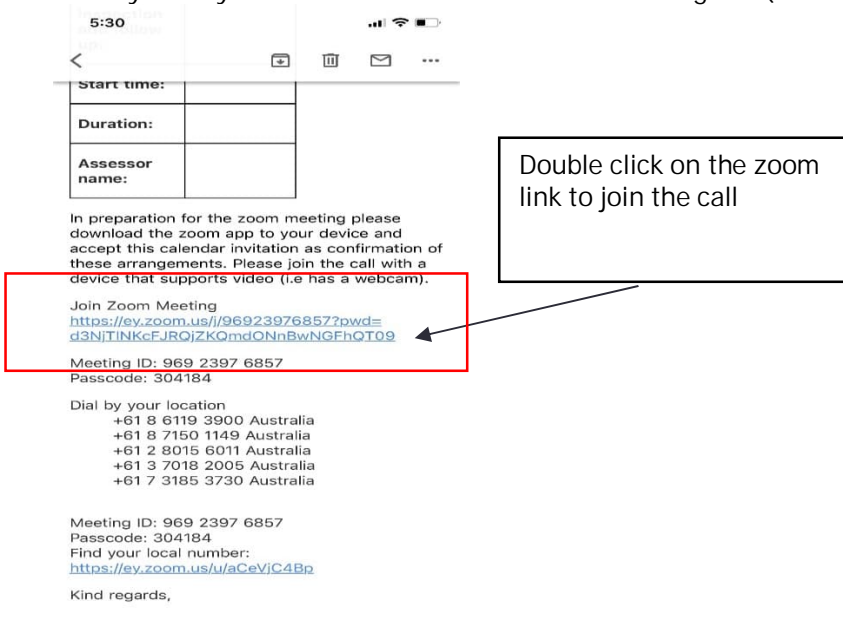 5:30
Start time:
Duration:
Assessor
name:
In preparation for the zoom meeting please
download the zoom app to your device and
accept this calendar invitation as confirmation of
these arrangements. Please join the call with a
device that supports video (i.e has a webcam).
Join Zoom Meeting
https://ey.zoom.us/j/96923976857?pwd=
d3NjTlNKcFJRQjZKQmdONnBwNGFhQT09
Meeting ID: 969 2397 6857
Passcode: 304184
Dial by your location
+61 8 6119 3900 Australia
+61 8 7150 1149 Australia
+61 2 8015 6011 Australia
+61 3 7018 2005 Australia
+61 7 3185 3730 Australia
Meeting ID: 969 2397 6857
Passcode: 304184
Find your local number:
https://ey.zoom.us/u/aCeVjC4Bp
Kind regards,
Double click on the zoom
link to join the call